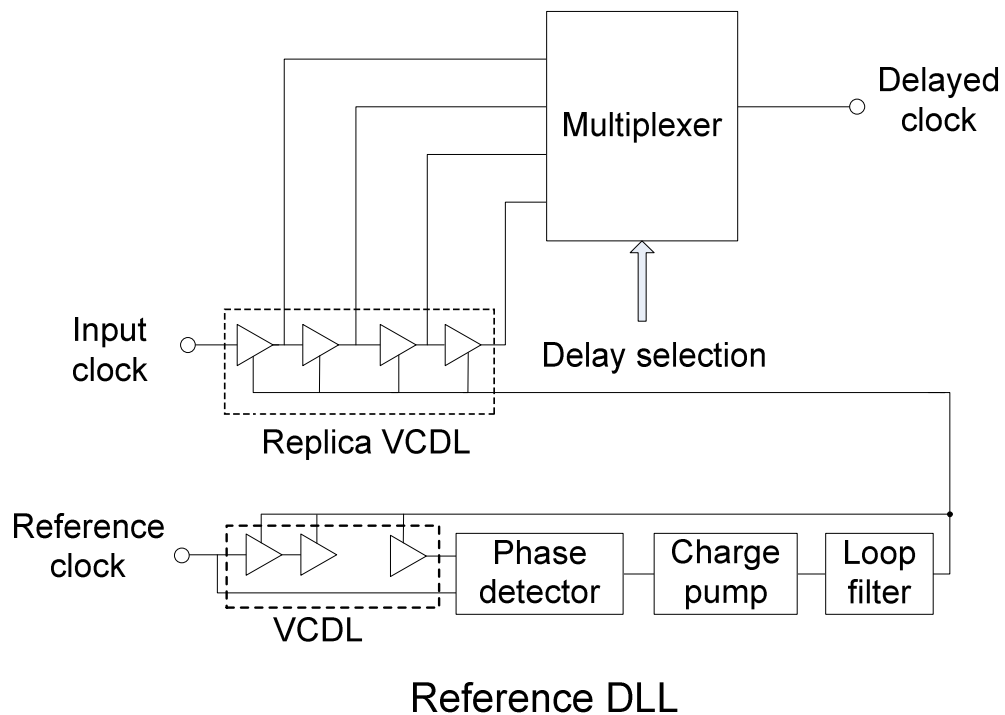 Multiplexer
Delayed
clock
Input
clock
Delay selection
Replica VCDL
Reference
clock
Phase
detector
Charge
pump
Loop
filter
VCDL
Reference DLL